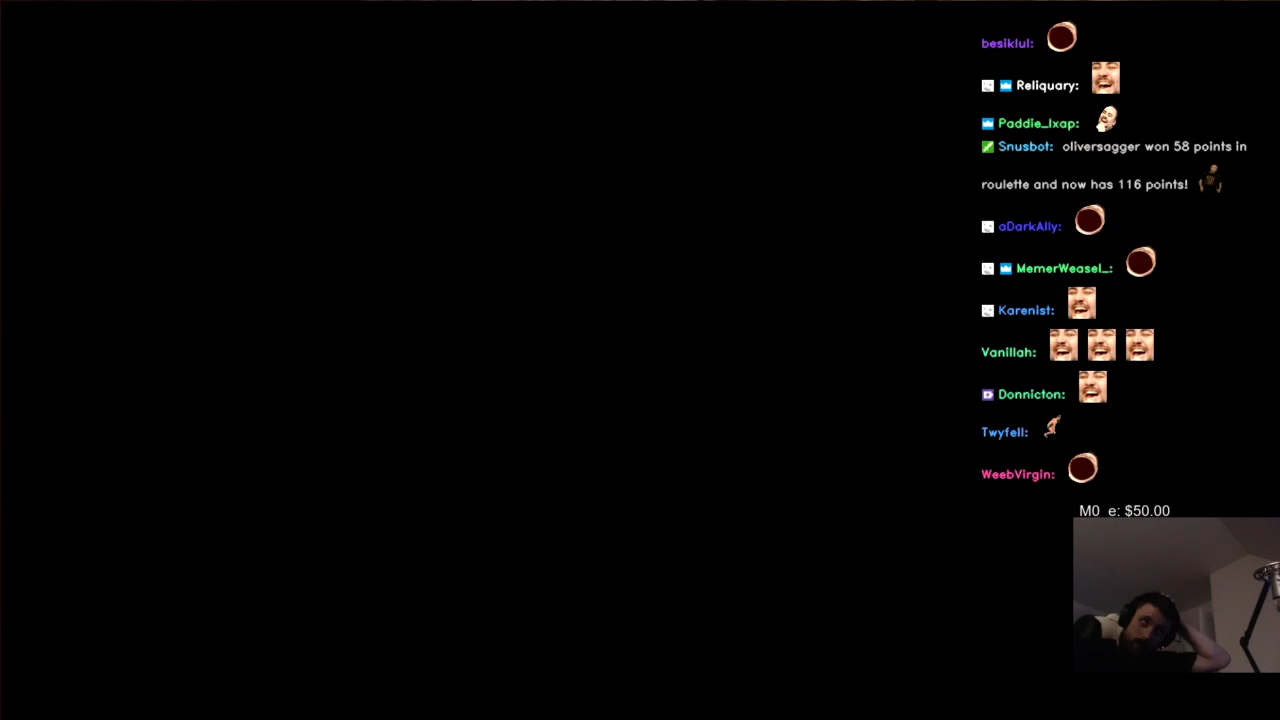 besiklul:
Reliquary:
Paddie_lxap:
Snusbot: oliversagger won 58 points in
roulette and now has 116 points!
aDarkAlly:
MemerWeasel_:
Karenist:
Vanillah:
Donnicton:
Twyfell:
WeebVirgin:
M0_e: $50.00